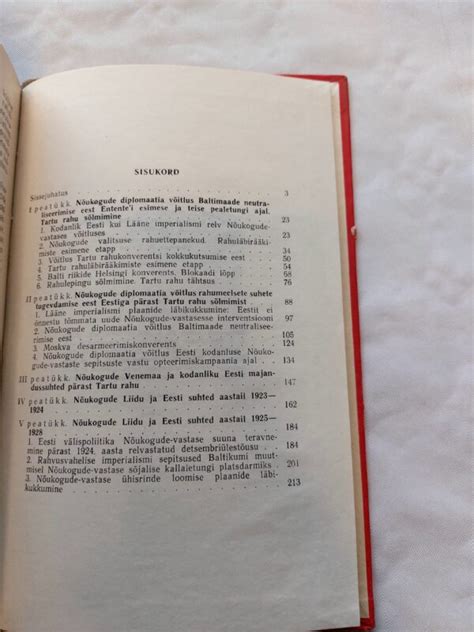 SISUKORD
Sissejuhatus 3
I peatükk. Nõukogude diplomaatia võitlus Baltimaade neutra-
liseerimise eest Entente'i esimese ja teise pealetungi ajal.
Tartu rahu sõlmimine 23
1. Kodanlik Eesti kui Lääne imperialismi relv Nõukogude-
vastases võitluses 23
2. Nõukogude valitsuse rahuettepanekud. Rahuläbirääki-
miste esimene etapp 34
3. Võitlus Tartu rahukonverentsi kokkukutsumise eest 50
4. Tartu rahuläbirääkimiste esimene etapp 54
5. Balti riikide Helsingi konverents. Blokaadi lõpp 68
6. Rahulepingu sõlmimine. Tartu rahu tähtsus 76
II peatükk. Nõukogude diplomaatia võitlus rahumeelsete suhete
tugevdamise eest Eestiga pärast Tartu rahu sõlmimist 88
1. Lääne imperialismi plaanide läbikukkumine: Eestil ei
õnnestu tõmmata uude Nõukogude-vastasesse interventsiooni 97
2. Nõukogude diplomaatia võitlus Baltimaade neutraliseeri-
mise eest 105
3. Moskva desarmeerimiskonverents 124
4. Nõukogude diplomaatia võitlus Eesti kodanluse Nõuko-
gude-vastaste sepitsuste vastu opteerimiskampaania ajal 134
III peatükk. Nõukogude Venemaa ja kodanliku Eesti majan-
dussuhted pärast Tartu rahu 147
IV peatükk. Nõukogude Liidu ja Eesti suhted aastail 1923—
1924 162
V peatükk. Nõukogude Liidu ja Eesti suhted aastail 1925—
1928 184
1. Eesti välispoliitika Nõukogude-vastase suuna teravne-
mine pärast 1924. aasta relvastatud detsembriülestõusu 184
2. Rahvusvahelise imperialismi sepitsused Baltikumi muut-
misel Nõukogude-vastase sõjalise kallaletungi platsdarmiks 201
3. Nõukogude-vastase ühisrinde loomise plaanide läbi-
kukkumine 213